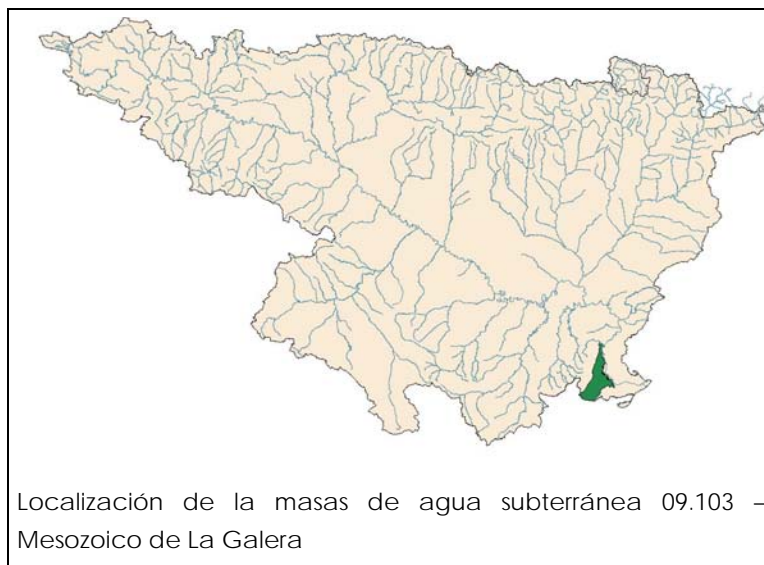 Localización de la masas de agua subterránea 09.103 –
Mesozoico de La Galera